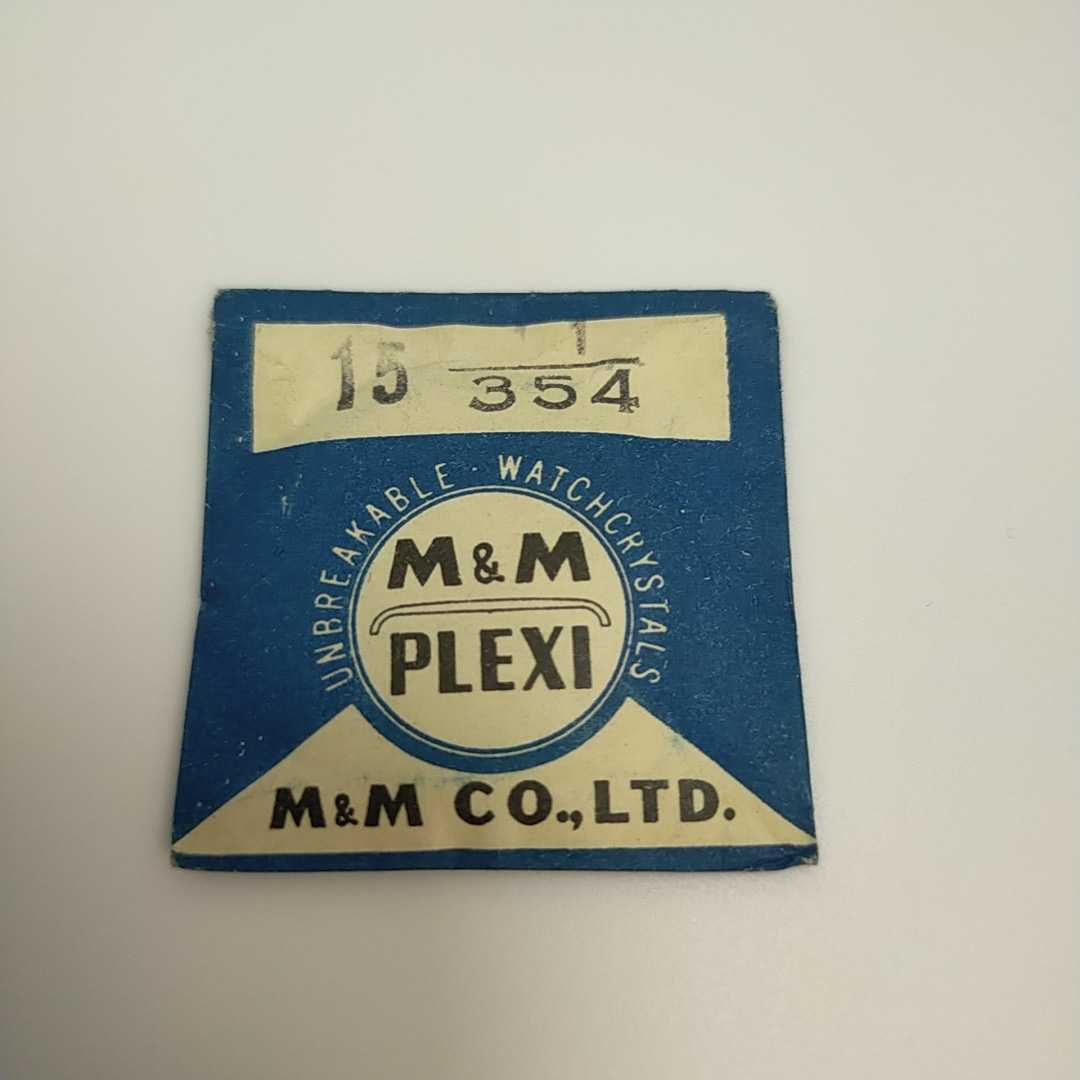 15 1/354
UNBREAKABLE · WATCHCRYSTALS
M&M
PLEXI
M&M CO., LTD.